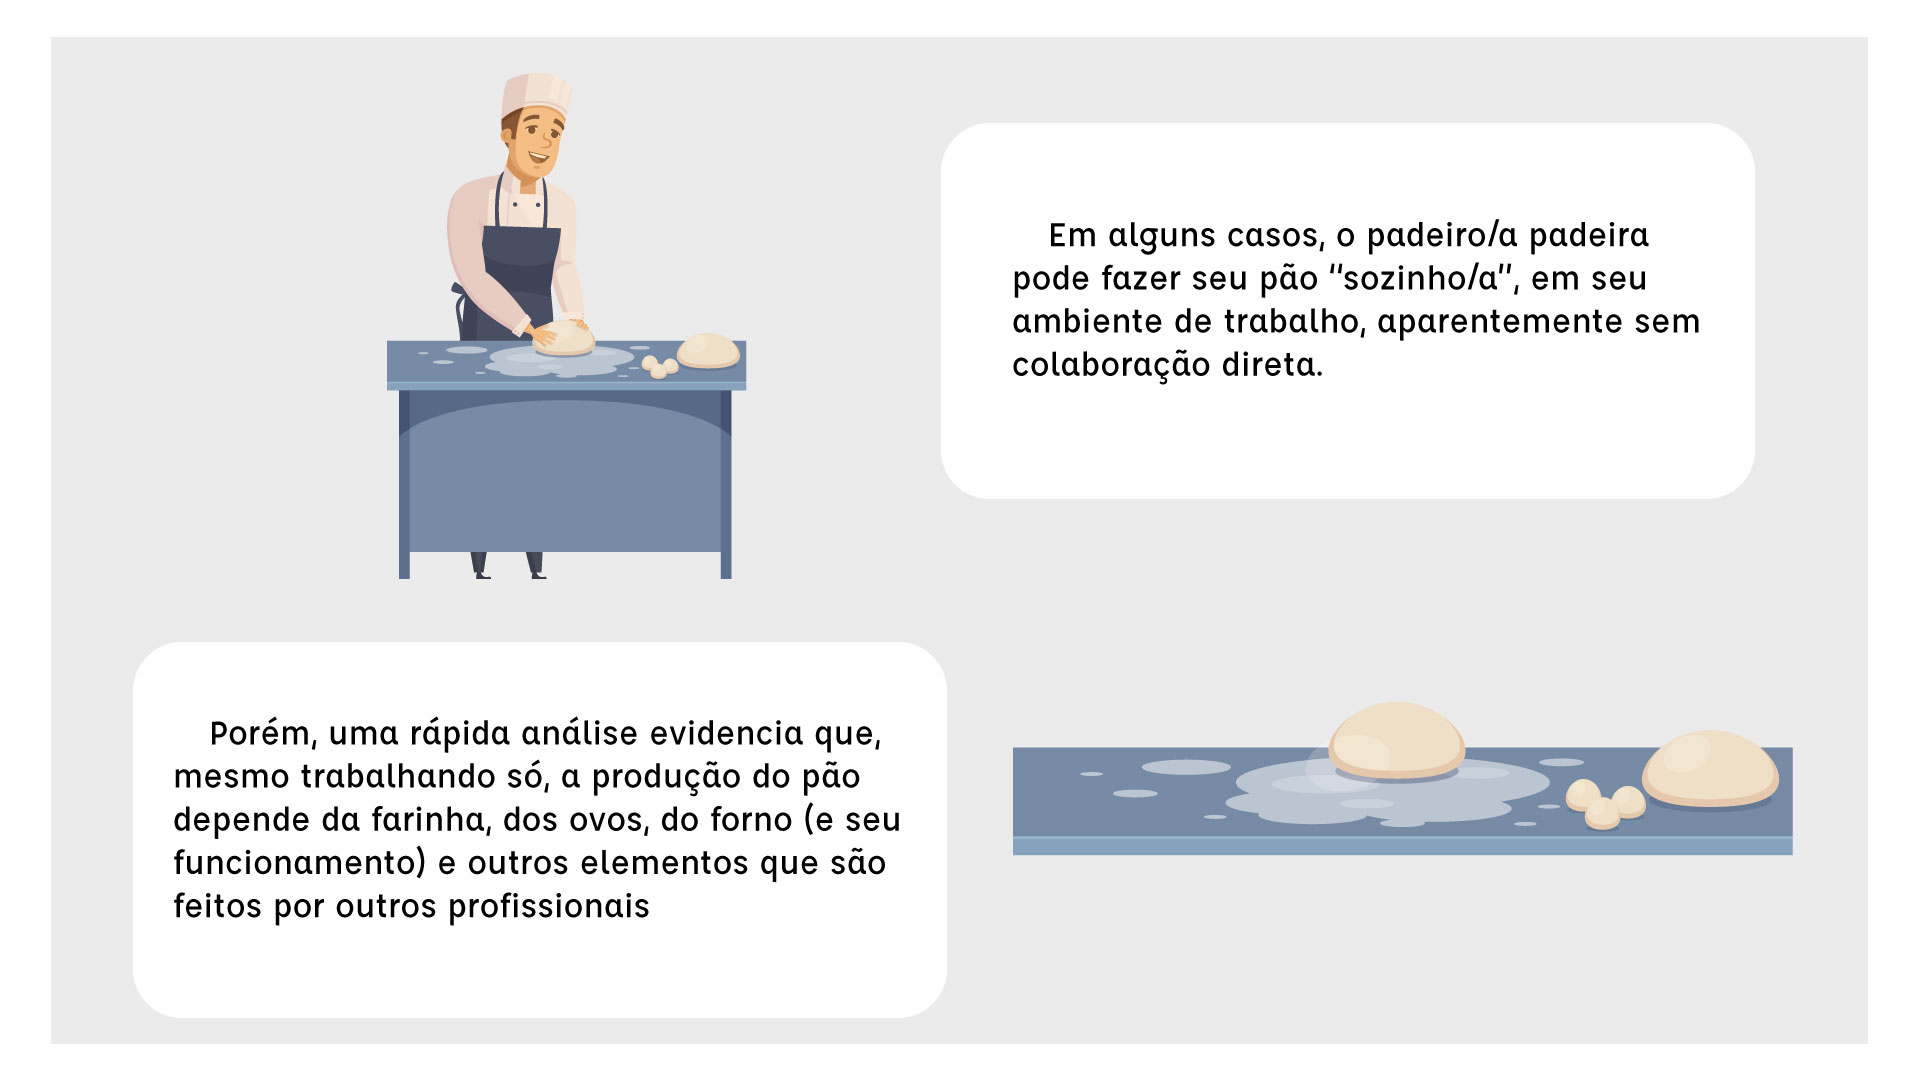 Em alguns casos, o padeiro/a padeira
pode fazer seu pão "sozinho/a", em seu
ambiente de trabalho, aparentemente sem
colaboração direta.
Porém, uma rápida análise evidencia que,
mesmo trabalhando só, a produção do pão
depende da farinha, dos ovos, do forno (e seu
funcionamento) e outros elementos que são
feitos por outros profissionais